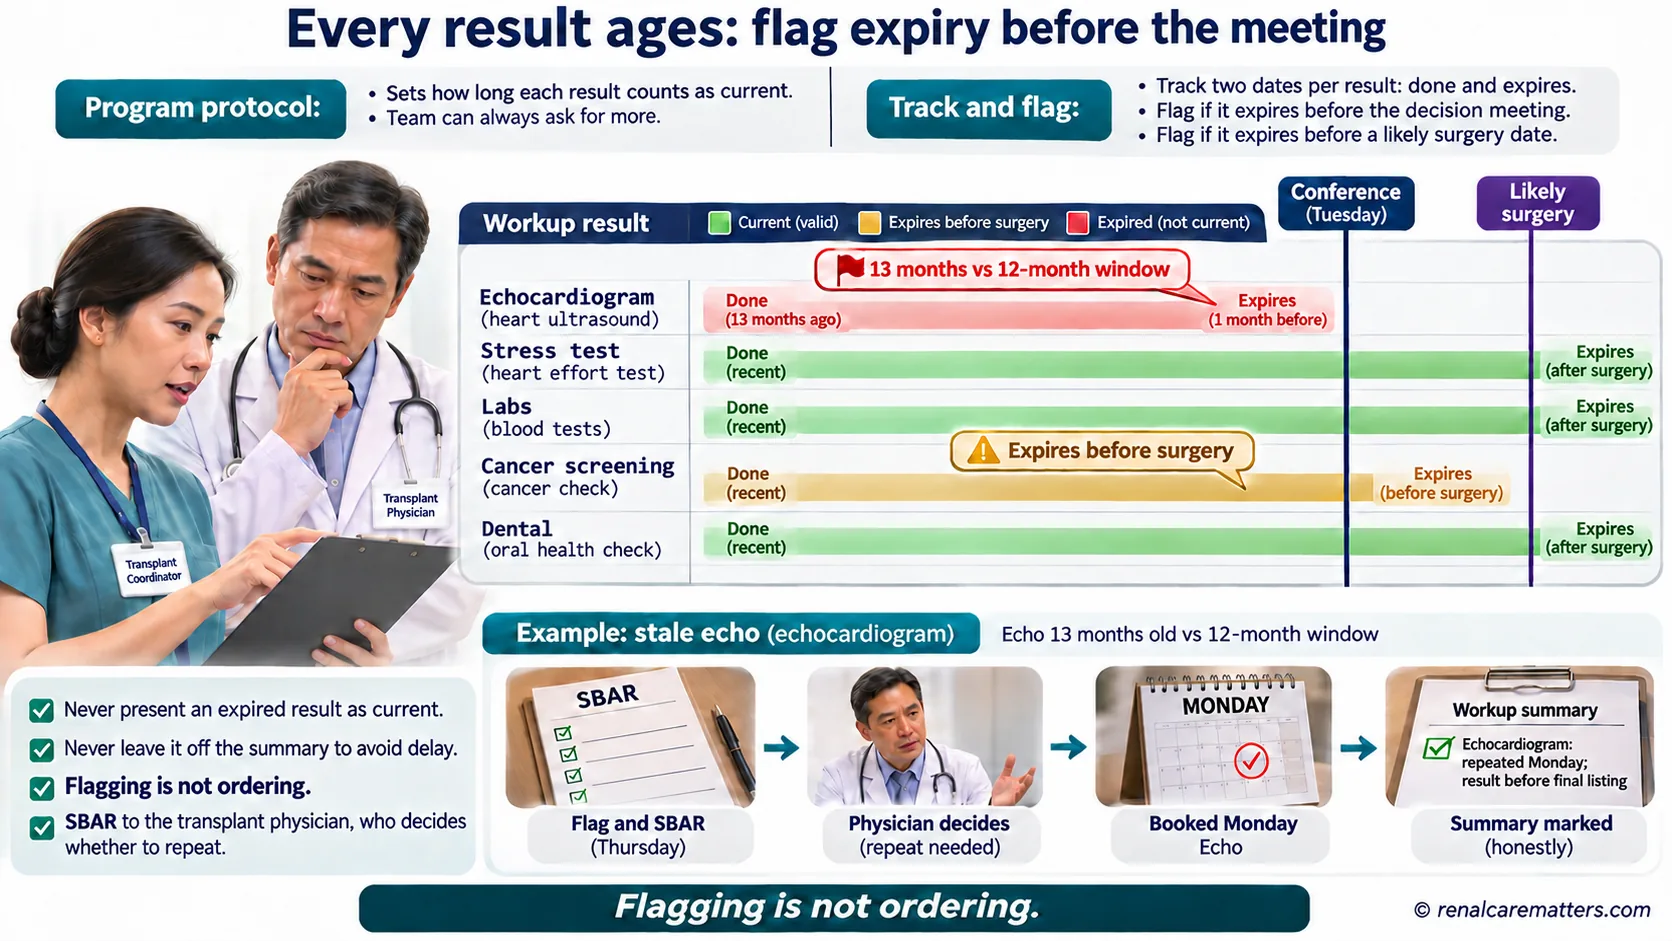 Every result ages: flag expiry before the meeting
Program protocol:
• Sets how long each result counts as current.
• Team can always ask for more.
Track and flag:
• Track two dates per result: done and expires.
• Flag if it expires before the decision meeting.
• Flag if it expires before a likely surgery date.
Workup result
Current (valid)
Expires before surgery
Expired (not current)
Conference
(Tuesday)
Likely
surgery
13 months vs 12-month window
Echocardiogram
(heart ultrasound)
Done
(13 months ago)
Expires
(1 month before)
Stress test
(heart effort test)
Done
(recent)
Expires
(after surgery)
Labs
(blood tests)
Done
(recent)
Expires
(after surgery)
Expires before surgery
Cancer screening
(cancer check)
Done
(recent)
Expires
(before surgery)
Dental
(oral health check)
Done
(recent)
Expires
(after surgery)
Transplant
Physician
Transplant
Coordinator
Never present an expired result as current.
Never leave it off the summary to avoid delay.
Flagging is not ordering.
SBAR to the transplant physician, who decides
whether to repeat.
Example: stale echo (echocardiogram)
Echo 13 months old vs 12-month window
SBAR
Flag and SBAR
(Thursday)
Physician decides
(repeat needed)
MONDAY
Booked Monday
Echo
Workup summary
Echocardiogram:
repeated Monday;
result before final listing
Summary marked
(honestly)
Flagging is not ordering.
© renalcarematters.com